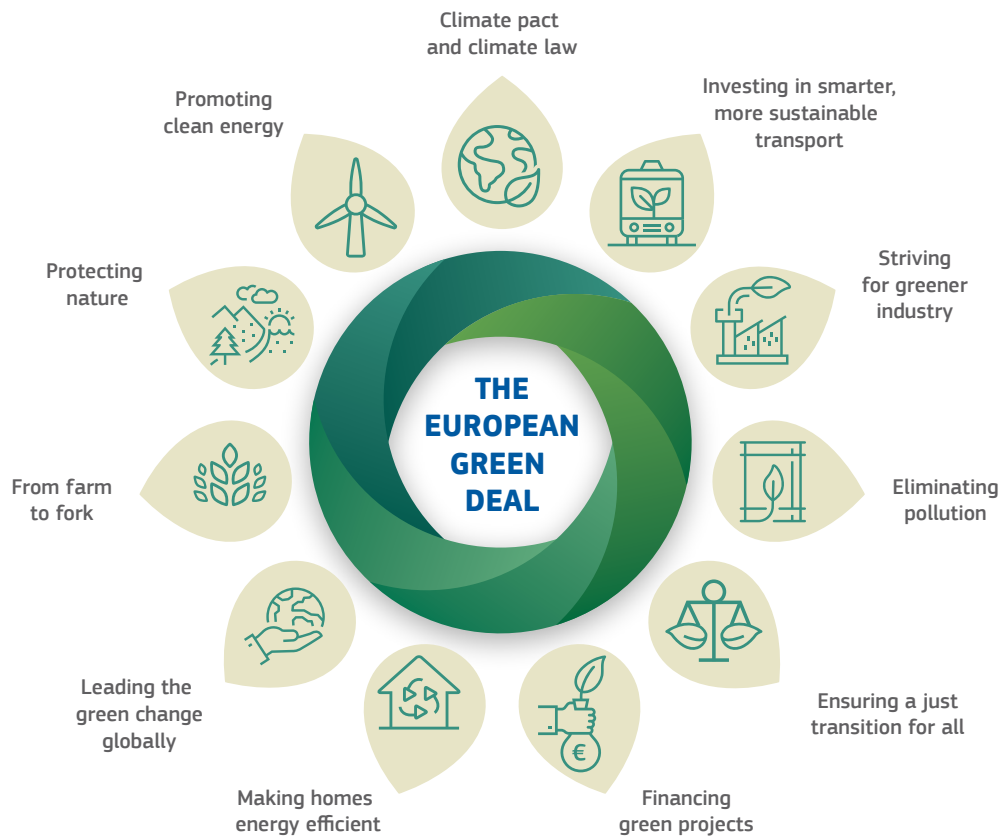 Climate pact
and climate law
Investing in smarter,
more sustainable
transport
Striving
for greener
industry
Eliminating
pollution
Ensuring a just
transition for all
Financing
green projects
Making homes
energy efficient
Leading the
green change
globally
From farm
to fork
Protecting
nature
Promoting
clean energy
THE
EUROPEAN
GREEN
DEAL
€